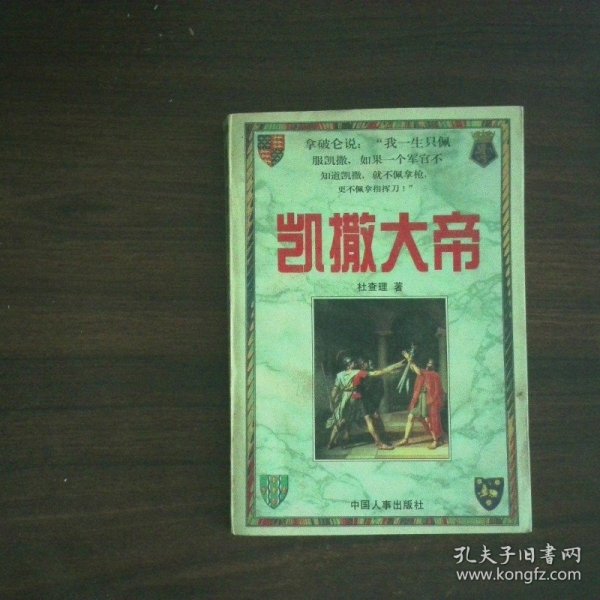 拿破仑说：“我一生只佩
服凯撒，如果一个军官不
知道凯撒，就不佩拿枪，
更不佩拿指挥刀！”
凯撒大帝
杜查理 著
中国人事出版社
孔夫子旧书网
www.kongfz.com